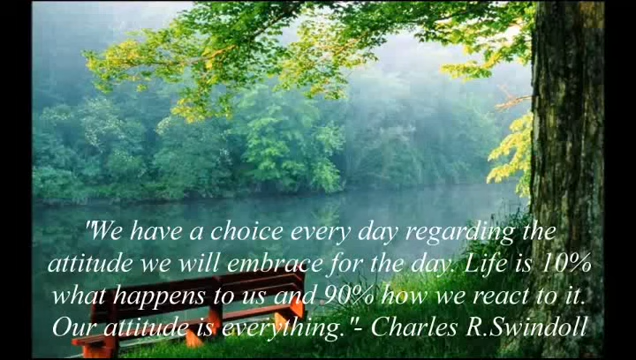 "We have a choice every day regarding the
attitude we will embrace for the day. Life is 10%
what happens to us and 90% how we react to it.
Our attitude is everything."- Charles R.Swindoll